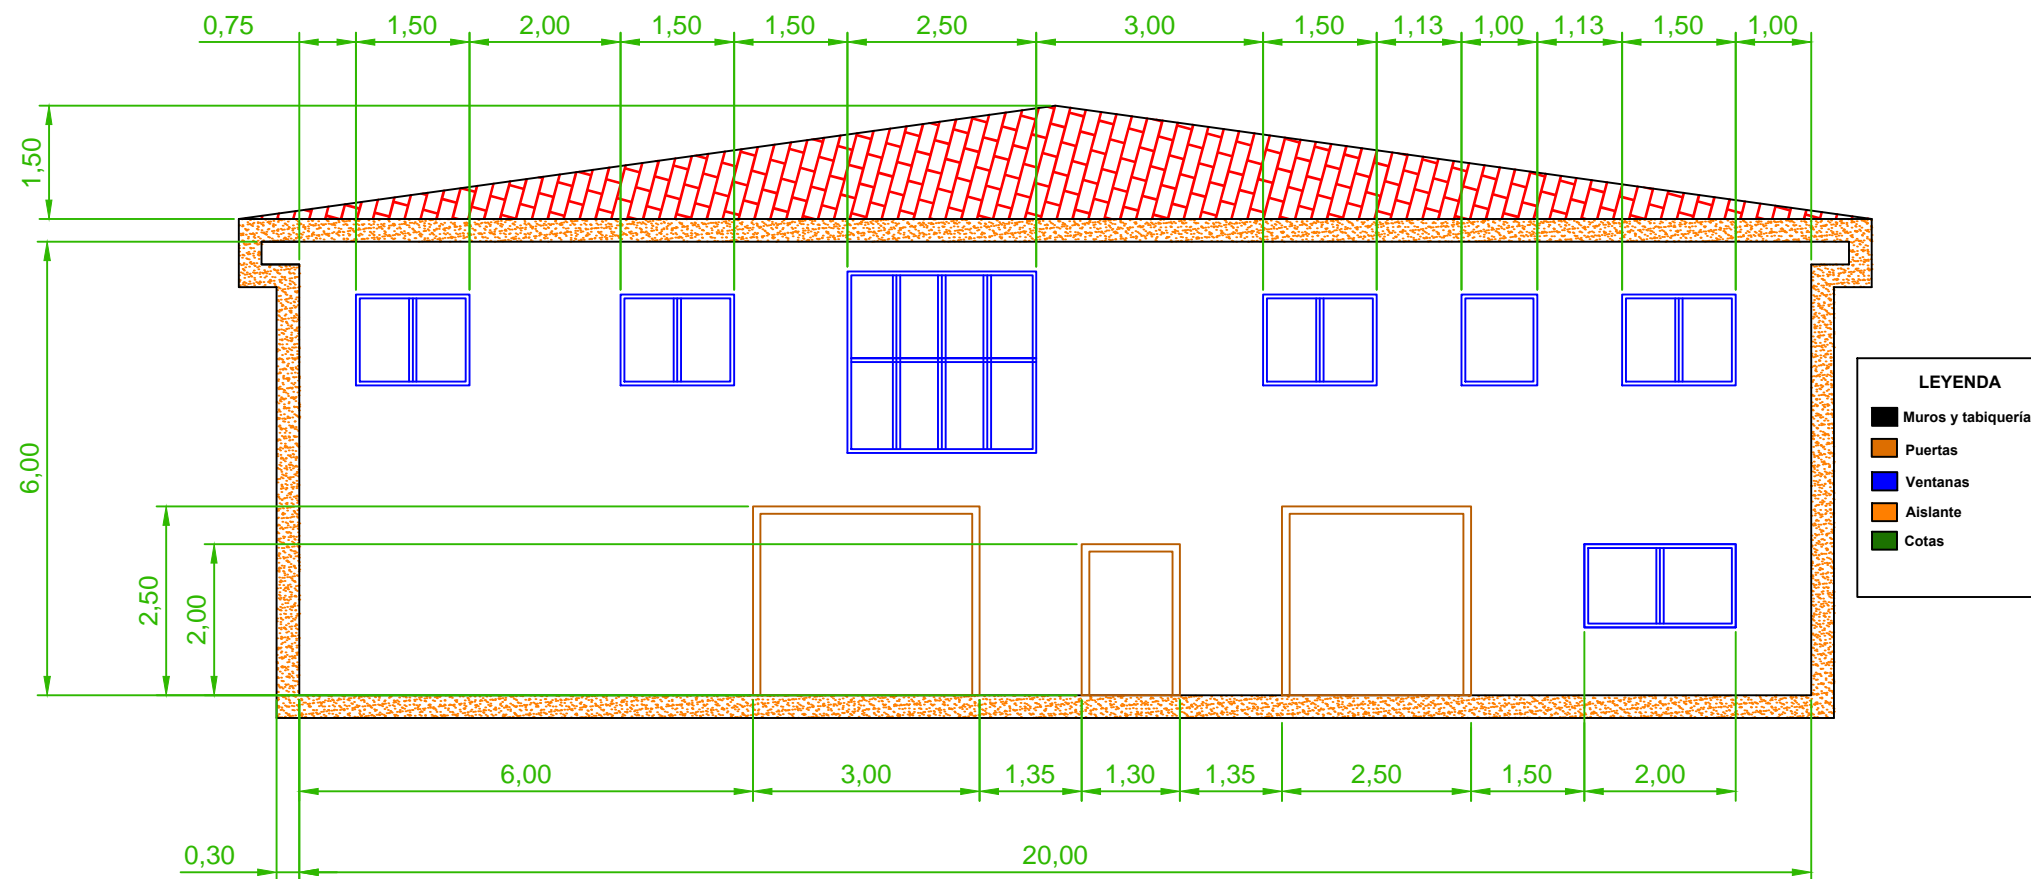 0,75 1,50 2,00 1,50 1,50 2,50 3,00 1,50 1,13 1,00 1,13 1,50 1,00
1,50
6,00
2,50
2,00
LEYENDA
Muros y tabiquería
Puertas
Ventanas
Aislante
Cotas
6,00 3,00 1,35 1,30 1,35 2,50 1,50 2,00
0,30 20,00